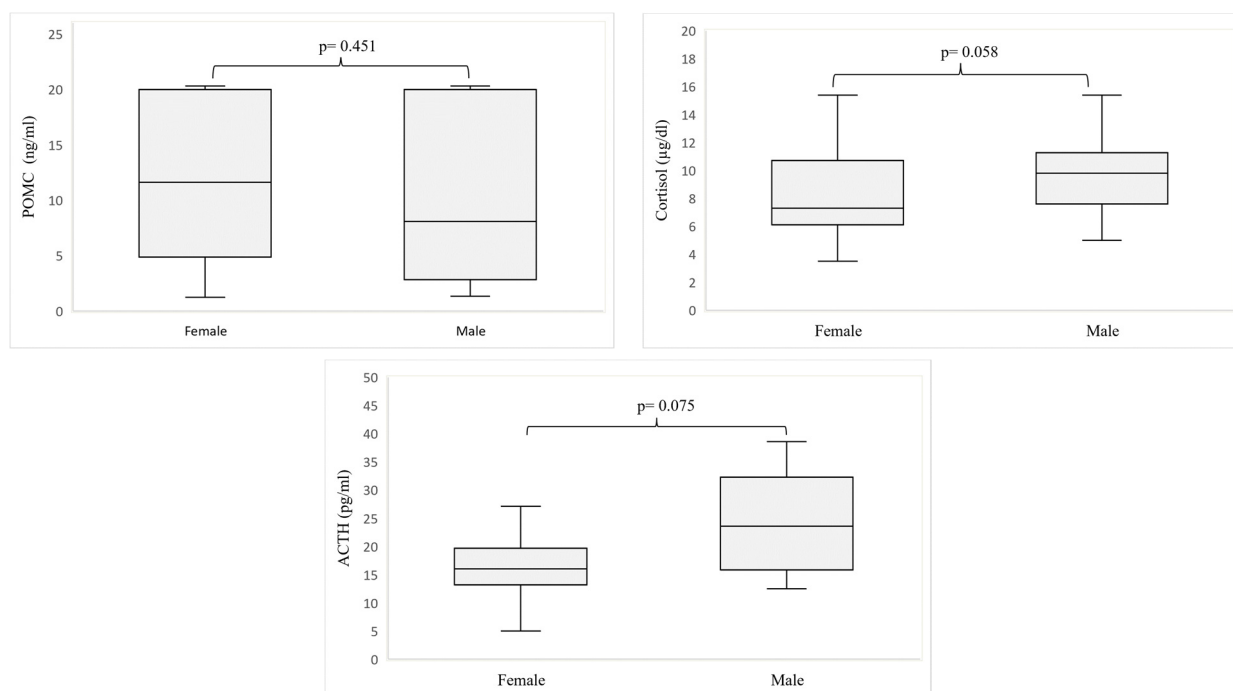 25
20
15
10
5
0
POMC (ng/ml)
p= 0.451
Female
Male
20
18
16
14
12
10
8
6
4
2
0
Cortisol (µg/dl)
p= 0.058
Female
Male
50
45
40
35
30
25
20
15
10
5
0
ACTH (pg/ml)
p= 0.075
Female
Male